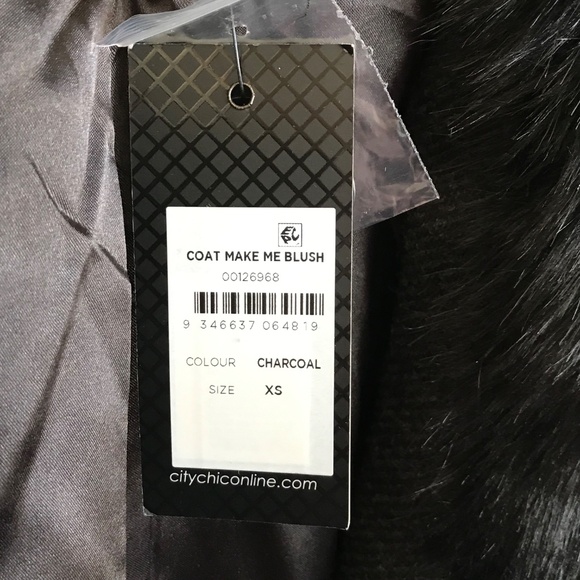 COAT MAKE ME BLUSH
00126968
9 346637 064819
COLOUR CHARCOAL
SIZE XS
citychiconline.com